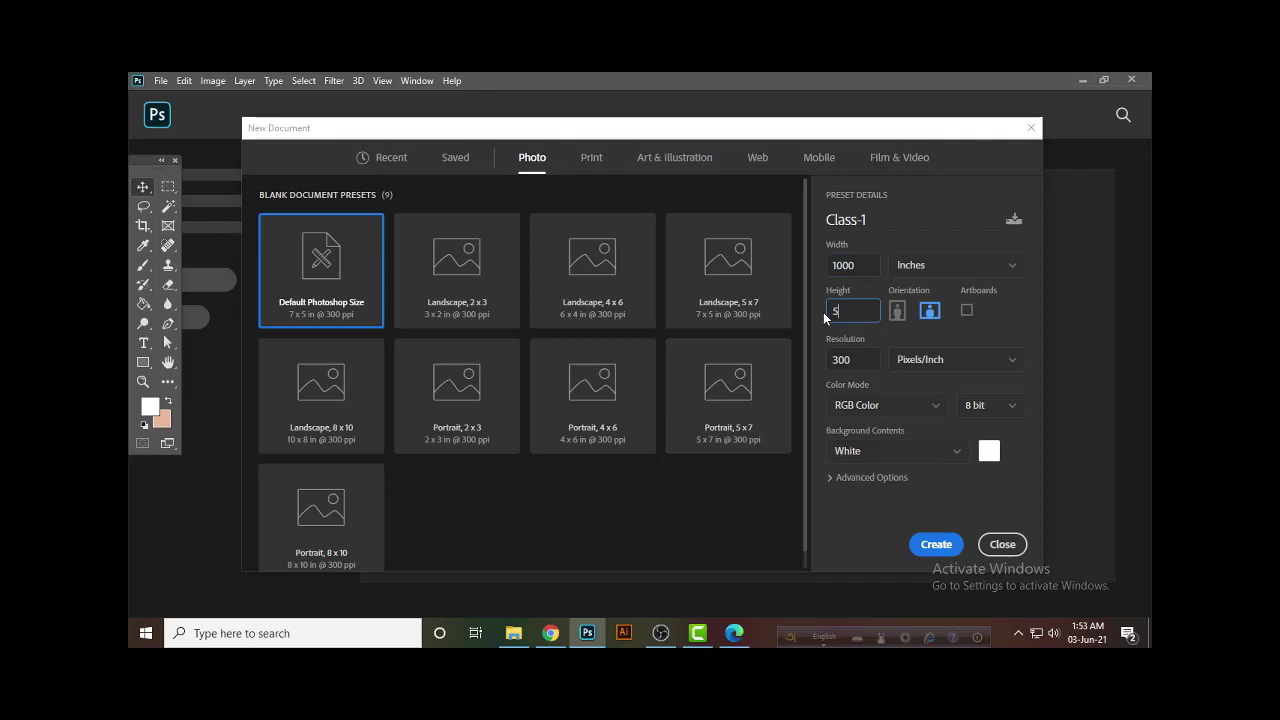 Ps File Edit Image Layer Type Select Filter 3D View Window Help
Ps
New Document
Recent Saved Photo Print Art & Illustration Web Mobile Film & Video
BLANK DOCUMENT PRESETS (9)
Default Photoshop Size
7 x 5 in @ 300 ppi
Landscape, 2 x 3
3 x 2 in @ 300 ppi
Landscape, 4 x 6
6 x 4 in @ 300 ppi
Landscape, 5 x 7
7 x 5 in @ 300 ppi
Landscape, 8 x 10
10 x 8 in @ 300 ppi
Portrait, 2 x 3
2 x 3 in @ 300 ppi
Portrait, 4 x 6
4 x 6 in @ 300 ppi
Portrait, 5 x 7
5 x 7 in @ 300 ppi
Portrait, 8 x 10
8 x 10 in @ 300 ppi
PRESET DETAILS
Class-1
Width
1000 Inches
Height Orientation Artboards
5
Resolution
300 Pixels/Inch
Color Mode
RGB Color 8 bit
Background Contents
White
Advanced Options
Create Close
Activate Windows
Go to Settings to activate Windows.
Type here to search
Ps Ai
English
1:53 AM
03-Jun-21
2